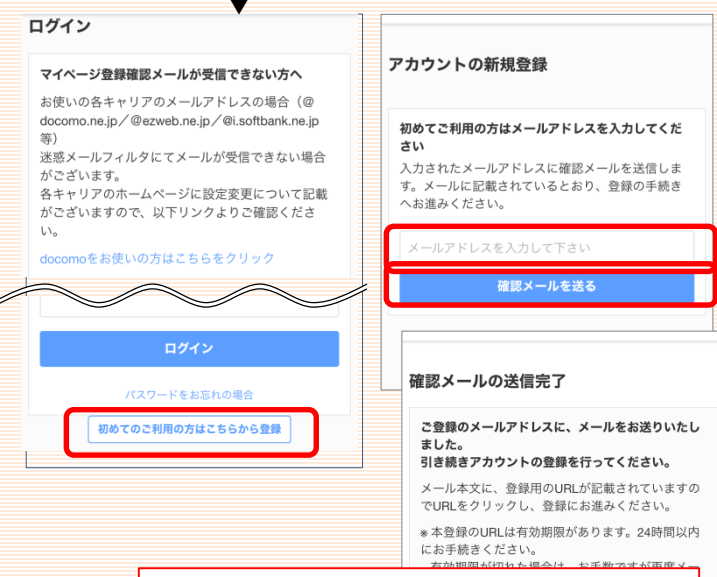 ログイン
マイページ登録確認メールが受信できない方へ
お使いの各キャリアのメールアドレスの場合（@
docomo.ne.jp／@ezweb.ne.jp／@i.softbank.ne.jp
等）
迷惑メールフィルタにてメールが受信できない場合
がございます。
各キャリアのホームページに設定変更について記載
がございますので、以下リンクよりご確認くださ
い。
docomoをお使いの方はこちらをクリック
ログイン
パスワードをお忘れの場合
初めてのご利用の方はこちらから登録
アカウントの新規登録
初めてご利用の方はメールアドレスを入力してくだ
さい
入力されたメールアドレスに確認メールを送信しま
す。メールに記載されているとおり、登録の手続き
へお進みください。
メールアドレスを入力して下さい
確認メールを送る
確認メールの送信完了
ご登録のメールアドレスに、メールをお送りいたし
ました。
引き続きアカウントの登録を行ってください。
メール本文に、登録用のURLが記載されていますの
でURLをクリックし、登録にお進みください。
※本登録のURLは有効期限があります。24時間以内
にお手続きください。
有効期限が切れた場合は、お手数ですが再度メー